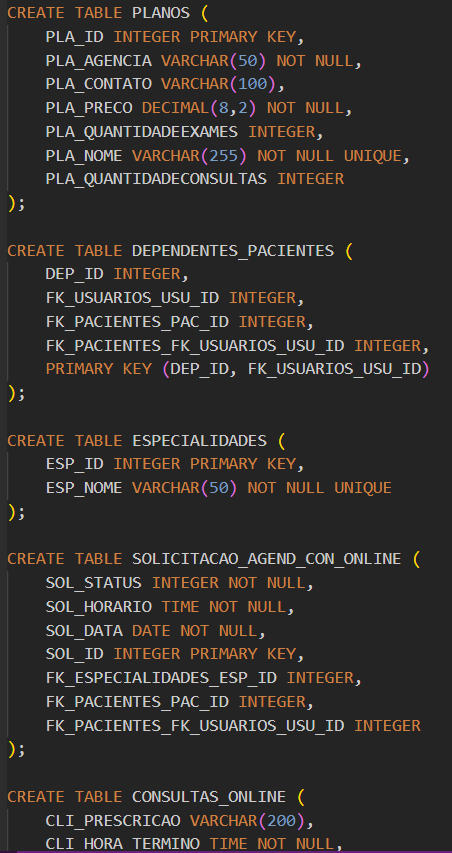 CREATE TABLE PLANOS (
PLA_ID INTEGER PRIMARY KEY,
PLA_AGENCIA VARCHAR(50) NOT NULL,
PLA_CONTATO VARCHAR(100),
PLA_PRECO DECIMAL(8,2) NOT NULL,
PLA_QUANTIDADEEXAMES INTEGER,
PLA_NOME VARCHAR(255) NOT NULL UNIQUE,
PLA_QUANTIDADECONSULTAS INTEGER
);
CREATE TABLE DEPENDENTES_PACIENTES (
DEP_ID INTEGER,
FK_USUARIOS_USU_ID INTEGER,
FK_PACIENTES_PAC_ID INTEGER,
FK_PACIENTES_FK_USUARIOS_USU_ID INTEGER,
PRIMARY KEY (DEP_ID, FK_USUARIOS_USU_ID)
);
CREATE TABLE ESPECIALIDADES (
ESP_ID INTEGER PRIMARY KEY,
ESP_NOME VARCHAR(50) NOT NULL UNIQUE
);
CREATE TABLE SOLICITACAO_AGEND_CON_ONLINE (
SOL_STATUS INTEGER NOT NULL,
SOL_HORARIO TIME NOT NULL,
SOL_DATA DATE NOT NULL,
SOL_ID INTEGER PRIMARY KEY,
FK_ESPECIALIDADES_ESP_ID INTEGER,
FK_PACIENTES_PAC_ID INTEGER,
FK_PACIENTES_FK_USUARIOS_USU_ID INTEGER
);
CREATE TABLE CONSULTAS_ONLINE (
CLI_PRESCRICAO VARCHAR(200),
CLI_HORA_TERMINO TIME NOT NULL,